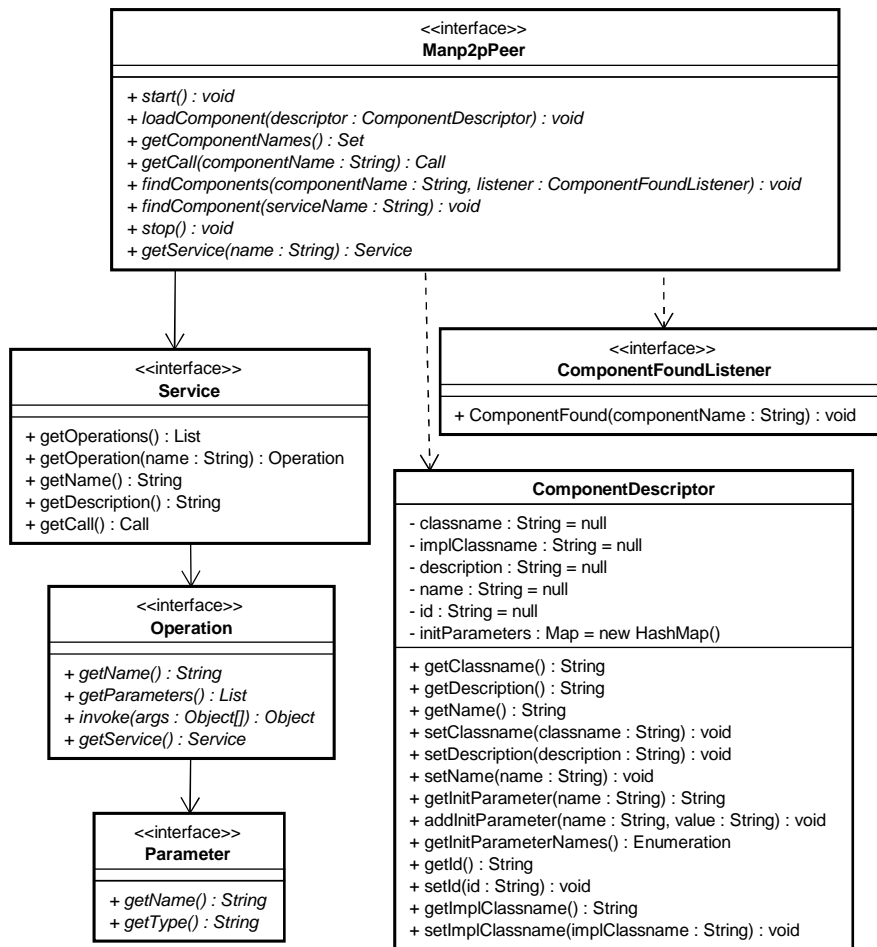 <<interface>>
Manp2pPeer
+ start() : void
+ loadComponent(descriptor : ComponentDescriptor) : void
+ getComponentNames() : Set
+ getCall(componentName : String) : Call
+ findComponents(componentName : String, listener : ComponentFoundListener) : void
+ findComponent(serviceName : String) : void
+ stop() : void
+ getService(name : String) : Service
<<interface>>
Service
+ getOperations() : List
+ getOperation(name : String) : Operation
+ getName() : String
+ getDescription() : String
+ getCall() : Call
<<interface>>
ComponentFoundListener
+ ComponentFound(componentName : String) : void
<<interface>>
Operation
+ getName() : String
+ getParameters() : List
+ invoke(args : Object[]) : Object
+ getService() : Service
<<interface>>
Parameter
+ getName() : String
+ getType() : String
ComponentDescriptor
- classname : String = null
- implClassname : String = null
- description : String = null
- name : String = null
- id : String = null
- initParameters : Map = new HashMap()
+ getClassname() : String
+ getDescription() : String
+ getName() : String
+ setClassname(classname : String) : void
+ setDescription(description : String) : void
+ setName(name : String) : void
+ getInitParameter(name : String) : String
+ addInitParameter(name : String, value : String) : void
+ getInitParameterNames() : Enumeration
+ getId() : String
+ setId(id : String) : void
+ getImplClassname() : String
+ setImplClassname(implClassname : String) : void